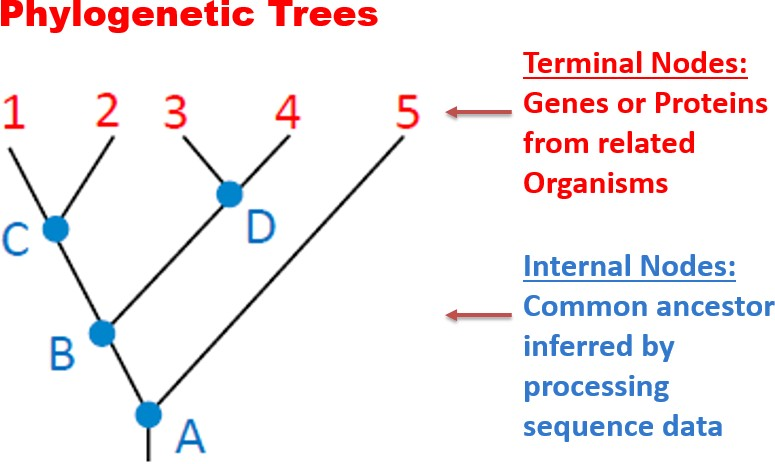 Phylogenetic Trees
1 2 3 4 5
C
D
B
A
Terminal Nodes:
Genes or Proteins
from related
Organisms
Internal Nodes:
Common ancestor
inferred by
processing
sequence data